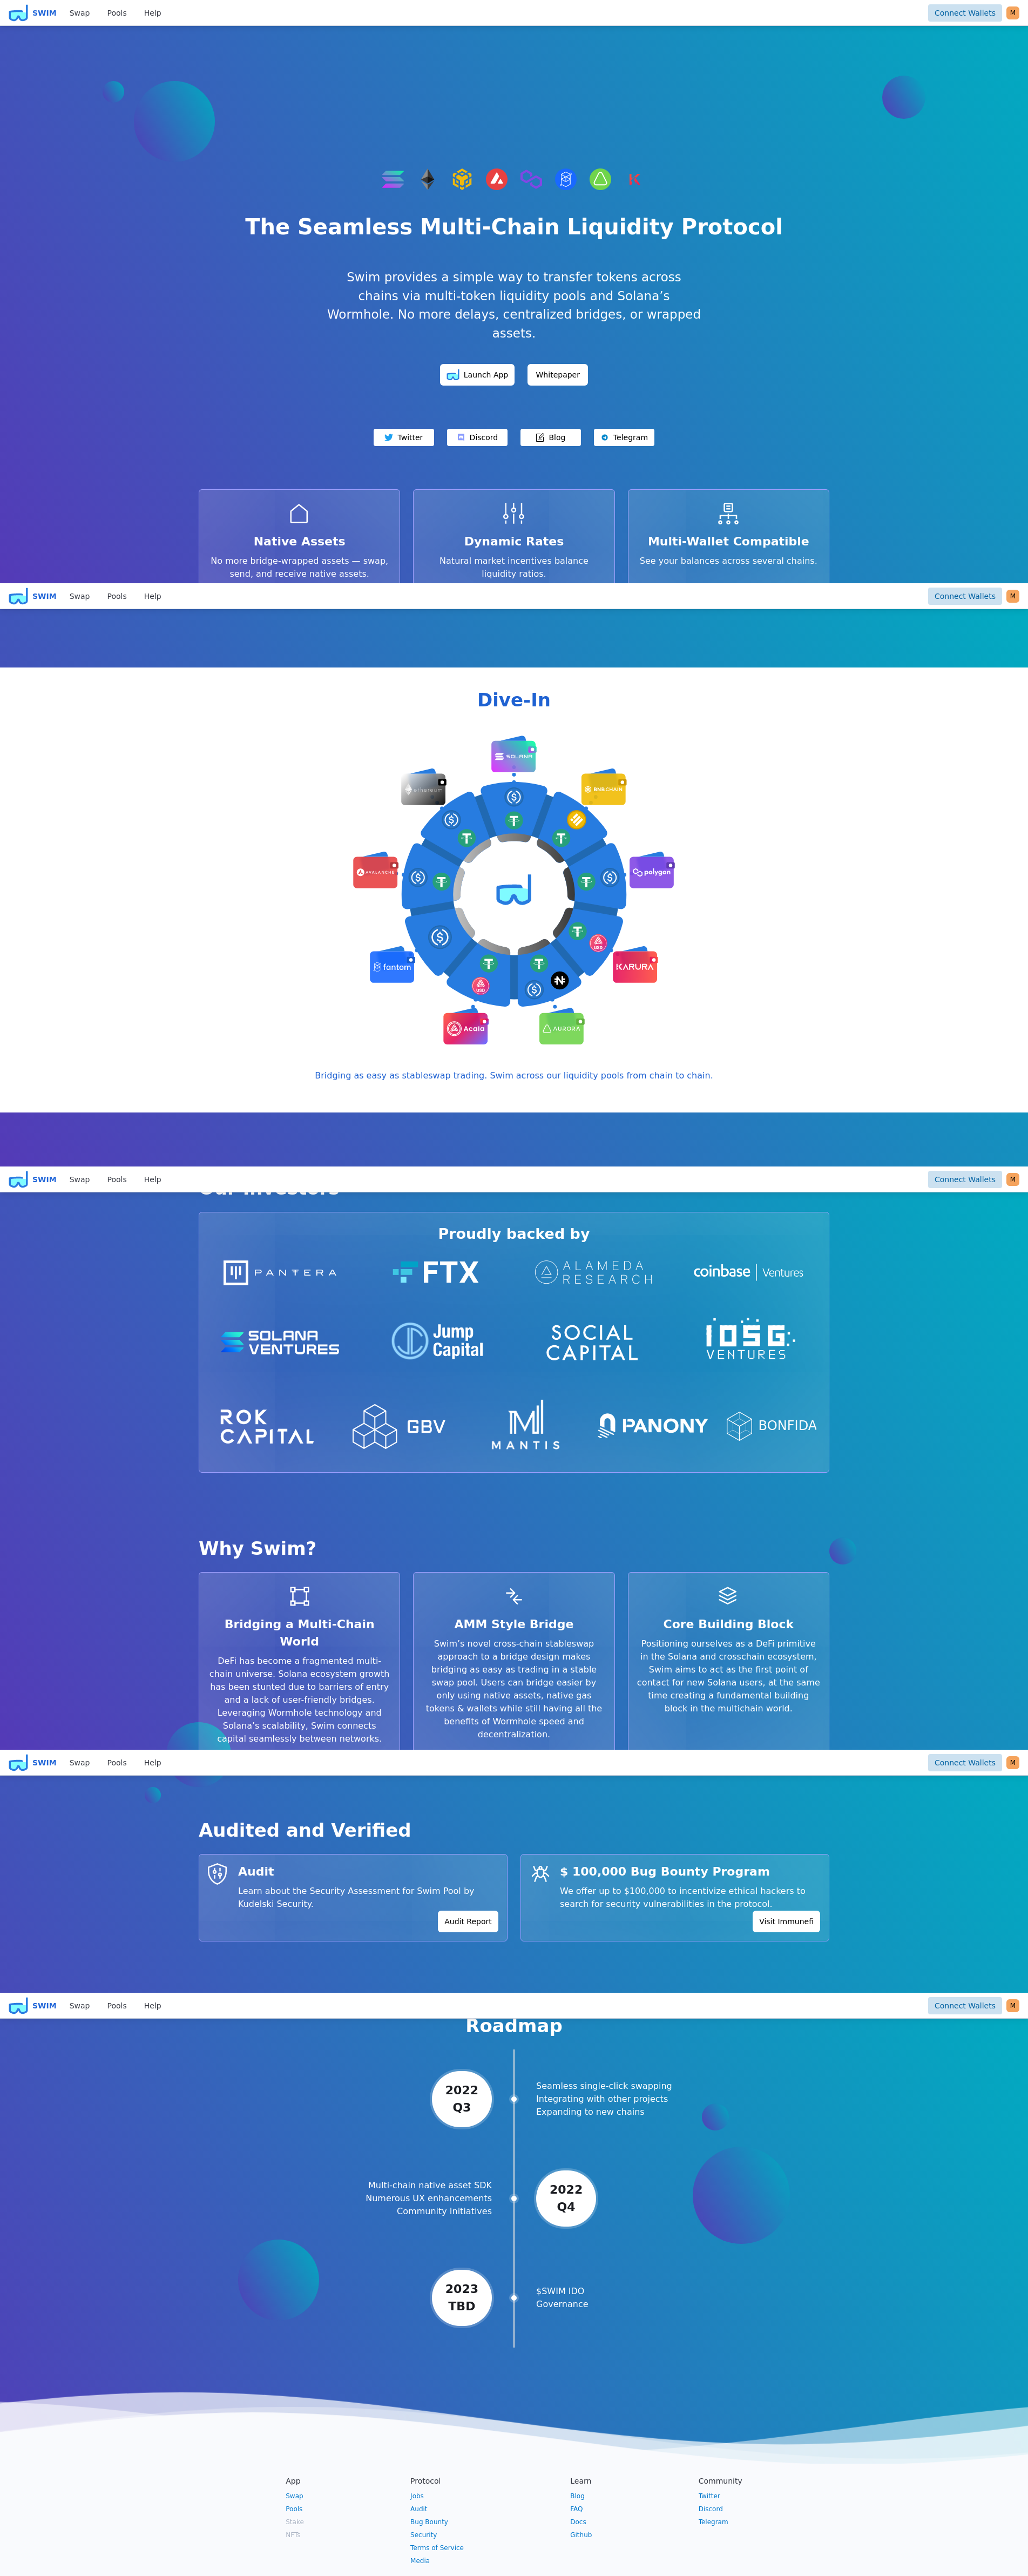 SWIM Swap Pools Help Connect Wallets M
The Seamless Multi-Chain Liquidity Protocol
Swim provides a simple way to transfer tokens across
chains via multi-token liquidity pools and Solana’s
Wormhole. No more delays, centralized bridges, or wrapped
assets.
Launch App Whitepaper
Twitter Discord Blog Telegram
Native Assets
No more bridge-wrapped assets — swap,
send, and receive native assets.
Dynamic Rates
Natural market incentives balance
liquidity ratios.
Multi-Wallet Compatible
See your balances across several chains.
SWIM Swap Pools Help Connect Wallets M
Dive-In
SOLANA
ethereum
BNB CHAIN
AVALANCHE
polygon
USD
fantom
KARURA
USD
Acala
AURORA
Bridging as easy as stableswap trading. Swim across our liquidity pools from chain to chain.
SWIM Swap Pools Help Connect Wallets M
Our Investors
Proudly backed by
PANTERA FTX ALAMEDA RESEARCH coinbase | Ventures
SOLANA VENTURES Jump Capital SOCIAL CAPITAL IOSG VENTURES
ROK CAPITAL GBV MANTIS PANONY BONFIDA
Why Swim?
Bridging a Multi-Chain
World
DeFi has become a fragmented multi-
chain universe. Solana ecosystem growth
has been stunted due to barriers of entry
and a lack of user-friendly bridges.
Leveraging Wormhole technology and
Solana’s scalability, Swim connects
capital seamlessly between networks.
AMM Style Bridge
Swim’s novel cross-chain stableswap
approach to a bridge design makes
bridging as easy as trading in a stable
swap pool. Users can bridge easier by
only using native assets, native gas
tokens & wallets while still having all the
benefits of Wormhole speed and
decentralization.
Core Building Block
Positioning ourselves as a DeFi primitive
in the Solana and crosschain ecosystem,
Swim aims to act as the first point of
contact for new Solana users, at the same
time creating a fundamental building
block in the multichain world.
SWIM Swap Pools Help Connect Wallets M
Audited and Verified
Audit
Learn about the Security Assessment for Swim Pool by
Kudelski Security.
Audit Report
$ 100,000 Bug Bounty Program
We offer up to $100,000 to incentivize ethical hackers to
search for security vulnerabilities in the protocol.
Visit Immunefi
SWIM Swap Pools Help Connect Wallets M
Roadmap
2022
Q3
Seamless single-click swapping
Integrating with other projects
Expanding to new chains
Multi-chain native asset SDK
Numerous UX enhancements
Community Initiatives
2022
Q4
2023
TBD
$SWIM IDO
Governance
App
Swap
Pools
Stake
NFTs
Protocol
Jobs
Audit
Bug Bounty
Security
Terms of Service
Media
Learn
Blog
FAQ
Docs
Github
Community
Twitter
Discord
Telegram